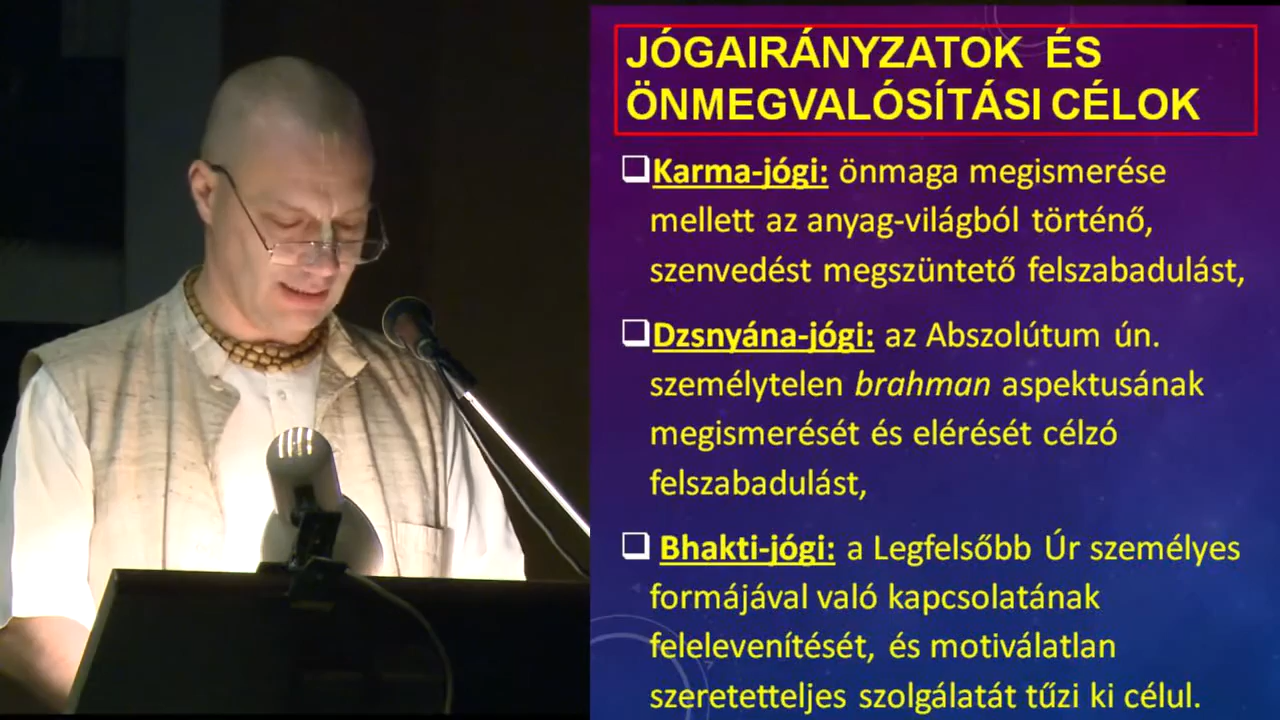 JÓGAIRÁNYZATOK ÉS
ÖNMEGVALÓSÍTÁSI CÉLOK
Karma-jógi: önmaga megismerése
mellett az anyag-világból történő,
szenvedést megszüntető felszabadulást,
Dzsnyána-jógi: az Abszolútum ún.
személytelen brahman aspektusának
megismerését és elérését célzó
felszabadulást,
Bhakti-jógi: a Legfelsőbb Úr személyes
formájával való kapcsolatának
felelevenítését, és motiválatlan
szeretetteljes szolgálatát tűzi ki célul.